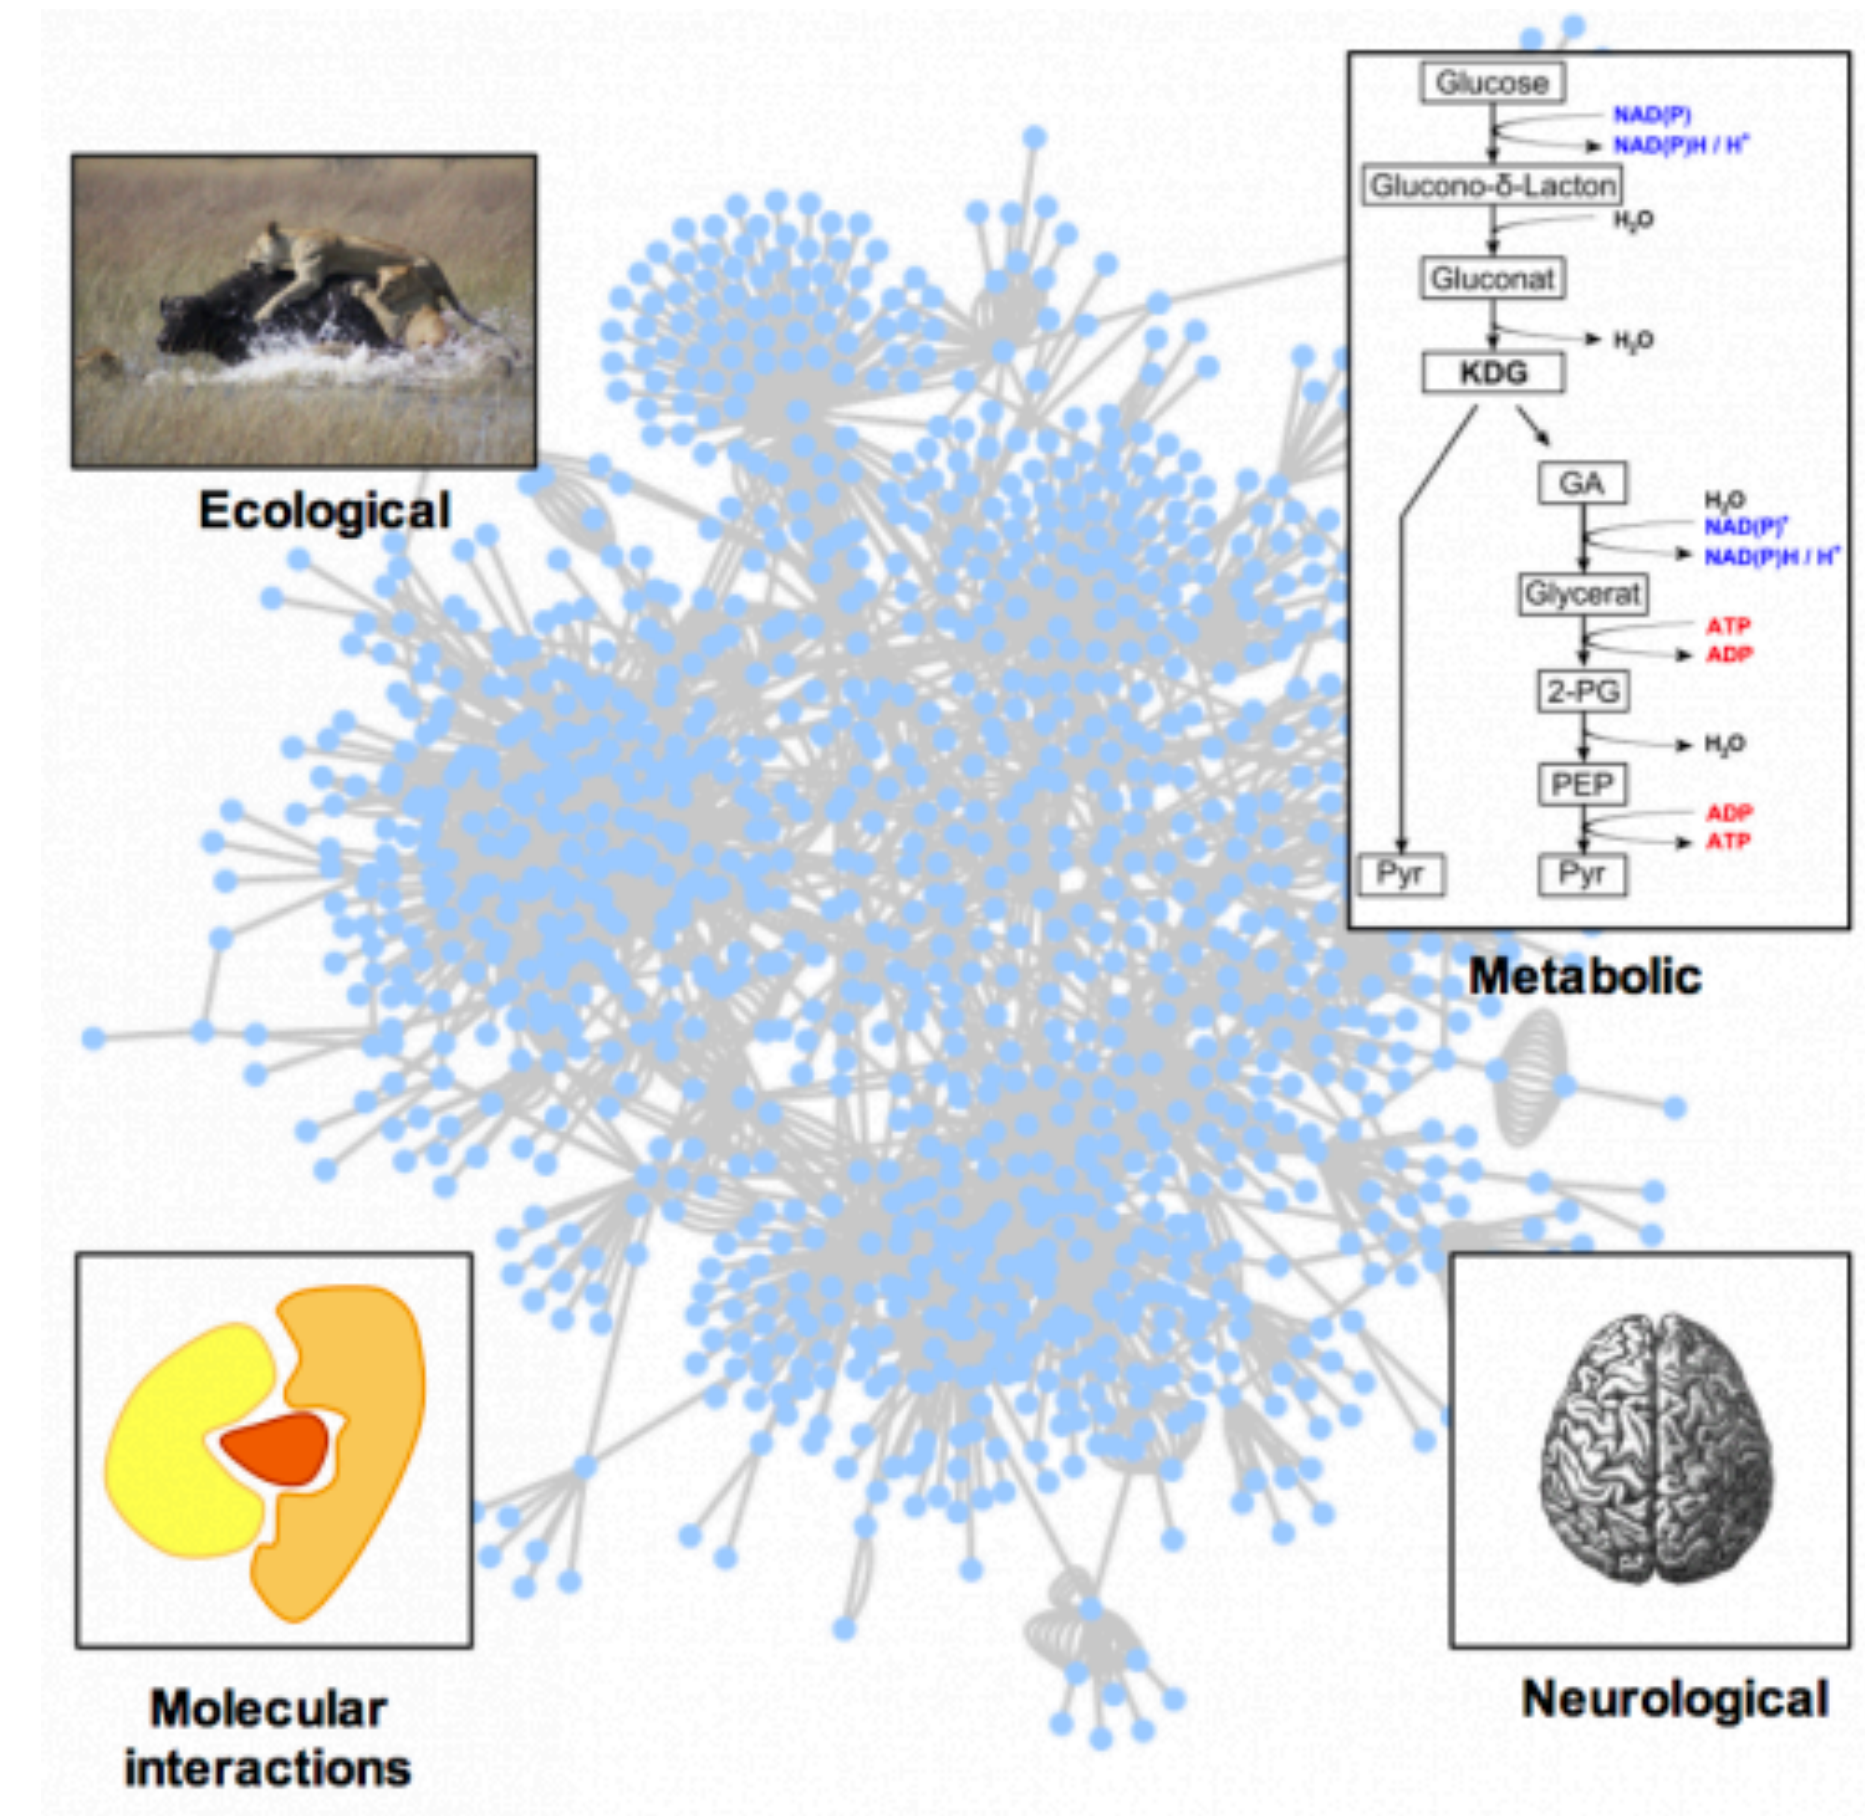 Ecological
Glucose
NAD(P)
NAD(P)H / H⁺
Glucono-δ-Lacton
H₂O
Gluconat
H₂O
KDG
GA
H₂O
NAD(P)⁺
NAD(P)H / H⁺
Glycerat
ATP
ADP
2-PG
H₂O
PEP
ADP
ATP
Pyr
Pyr
Metabolic
Molecular
interactions
Neurological